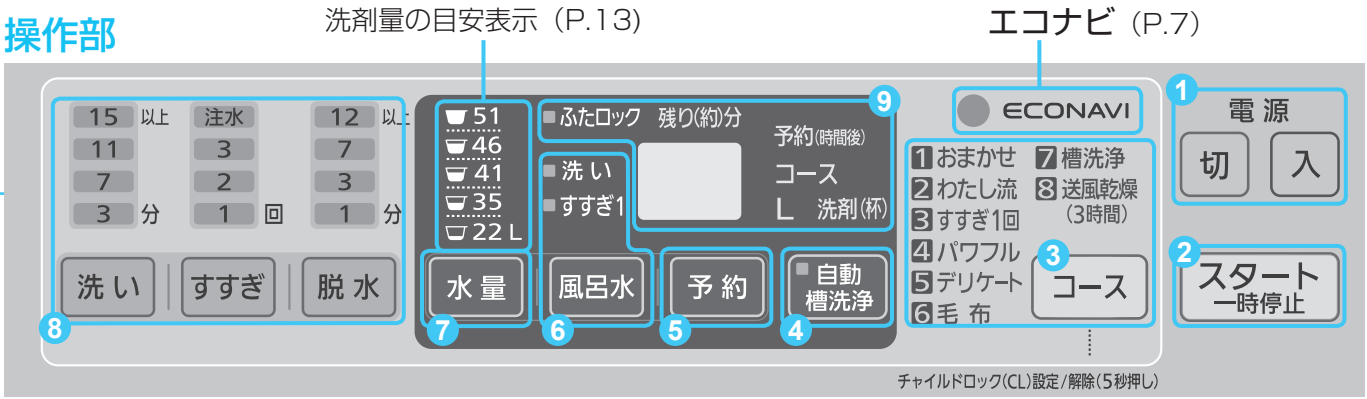 操作部
洗剤量の目安表示（P.13）
エコナビ（P.7）
15 以上
11
7
3 分
洗い
注水
3
2
1 回
すすぎ
12 以上
7
3
1 分
脱水
8
51
46
41
35
22 L
水量
7
ふたロック 残り(約)分
洗い
すすぎ1
予約(時間後)
コース
L 洗剤(杯)
9
風呂水
6
予約
5
自動
槽洗浄
4
ECONAVI
1 おまかせ
2 わたし流
3 すすぎ1回
4 パワフル
5 デリケート
6 毛布
7 槽洗浄
8 送風乾燥
（3時間）
3
コース
チャイルドロック(CL)設定/解除(5秒押し)
1
電源
切 入
2
スタート
一時停止